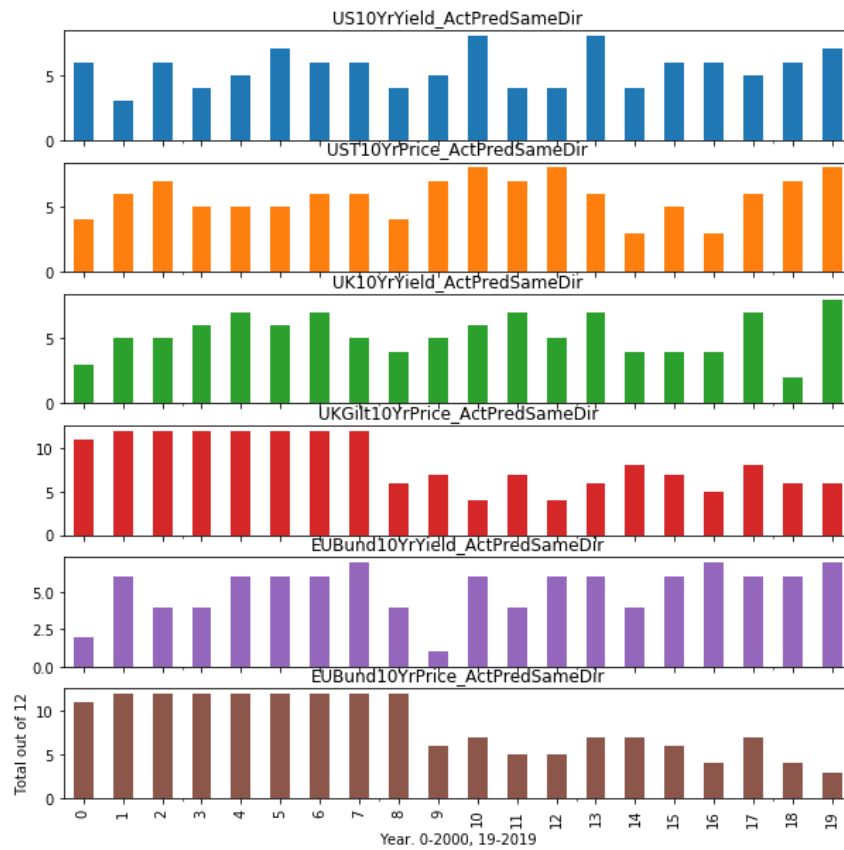 US10YrYield_ActPredSameDir
5
0
UST10YrPrice_ActPredSameDir
5
0
UK10YrYield_ActPredSameDir
5
0
UKGilt10YrPrice_ActPredSameDir
10
5
0
EUBund10YrYield_ActPredSameDir
5.0
2.5
0.0
EUBund10YrPrice_ActPredSameDir
10
5
0
Total out of 12
0 1 2 3 4 5 6 7 8 9 10 11 12 13 14 15 16 17 18 19
Year. 0-2000, 19-2019